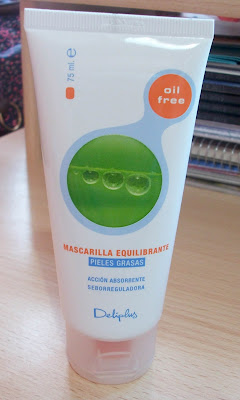 75 ml. e
oil
free
MASCARILLA EQUILIBRANTE
PIELES GRASAS
ACCIÓN ABSORBENTE
SEBORREGULADORA
Deliplus